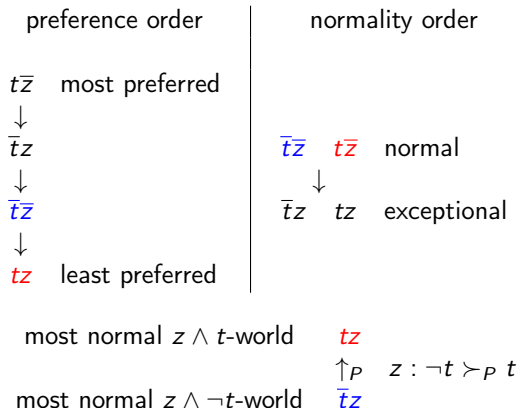 preference order normality order
tz̅ most preferred
↓
t̅z
↓ t̅z̅ tz̅ normal
t̅z̅ ↓
↓ t̅z tz exceptional
tz least preferred
most normal z ∧ t-world tz
↑P z : ¬t ≻P t
most normal z ∧ ¬t-world t̅z